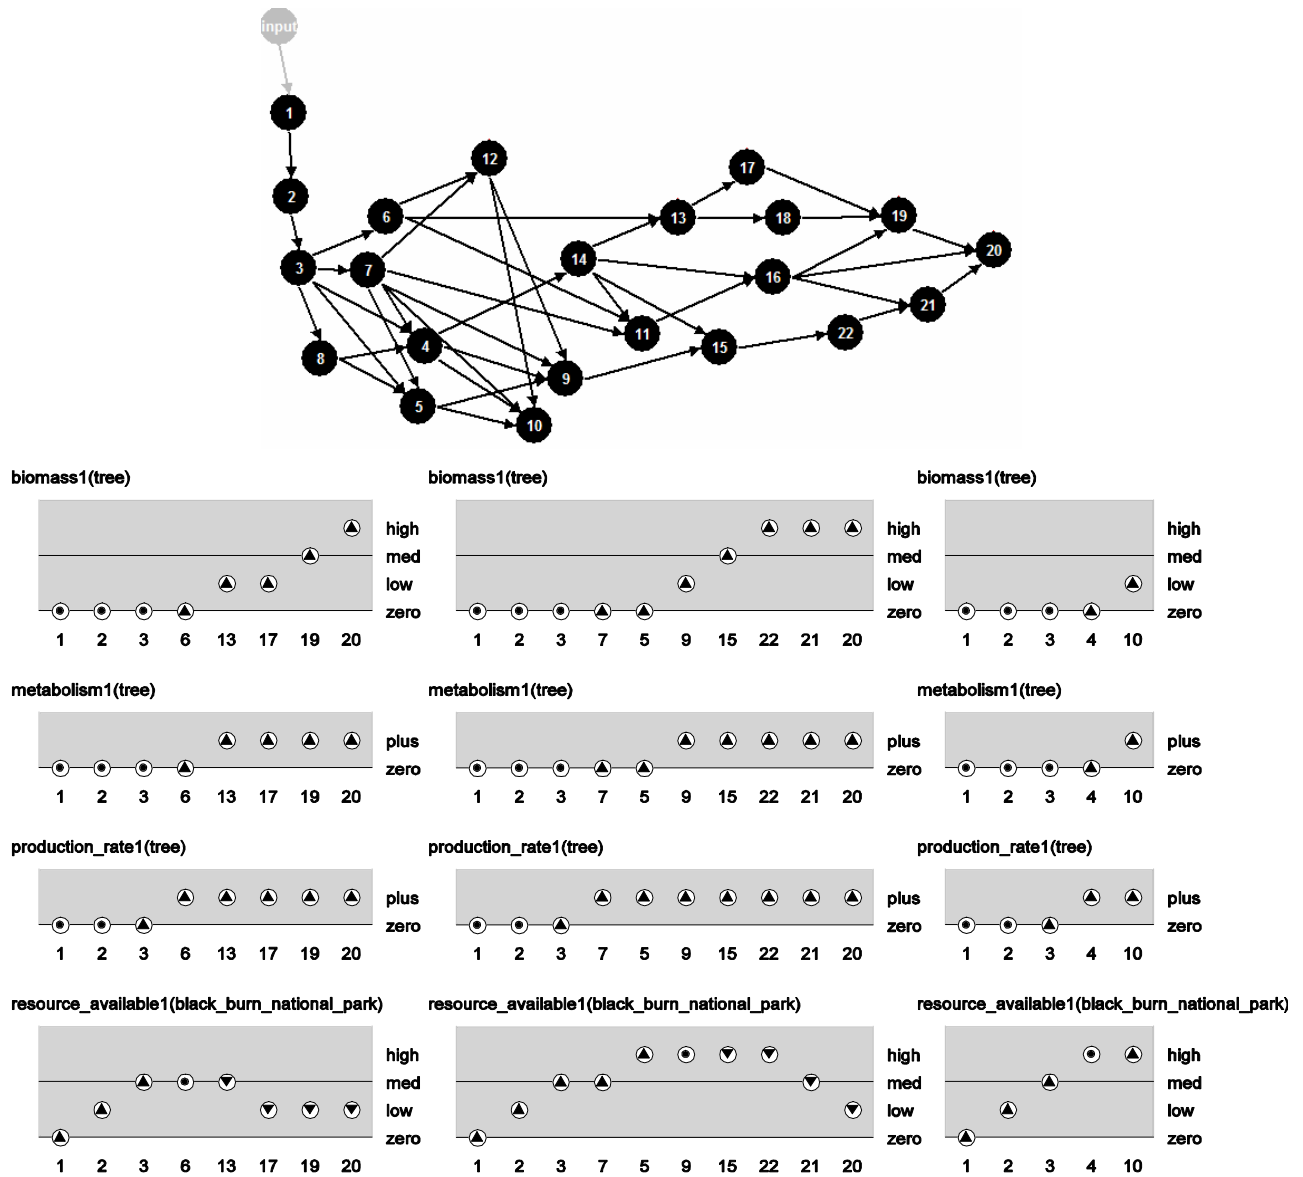 input
1
2
12
17
6
13
18
19
3
7
14
16
20
8
4
11
15
22
21
5
9
10
biomass1(tree) biomass1(tree) biomass1(tree)
high high high
med med med
low low low
zero zero zero
1 2 3 6 13 17 19 20 1 2 3 7 5 9 15 22 21 20 1 2 3 4 10
metabolism1(tree) metabolism1(tree) metabolism1(tree)
plus plus plus
zero zero zero
1 2 3 6 13 17 19 20 1 2 3 7 5 9 15 22 21 20 1 2 3 4 10
production_rate1(tree) production_rate1(tree) production_rate1(tree)
plus plus plus
zero zero zero
1 2 3 6 13 17 19 20 1 2 3 7 5 9 15 22 21 20 1 2 3 4 10
resource_available1(black_burn_national_park) resource_available1(black_burn_national_park) resource_available1(black_burn_national_park)
high high high
med med med
low low low
zero zero zero
1 2 3 6 13 17 19 20 1 2 3 7 5 9 15 22 21 20 1 2 3 4 10